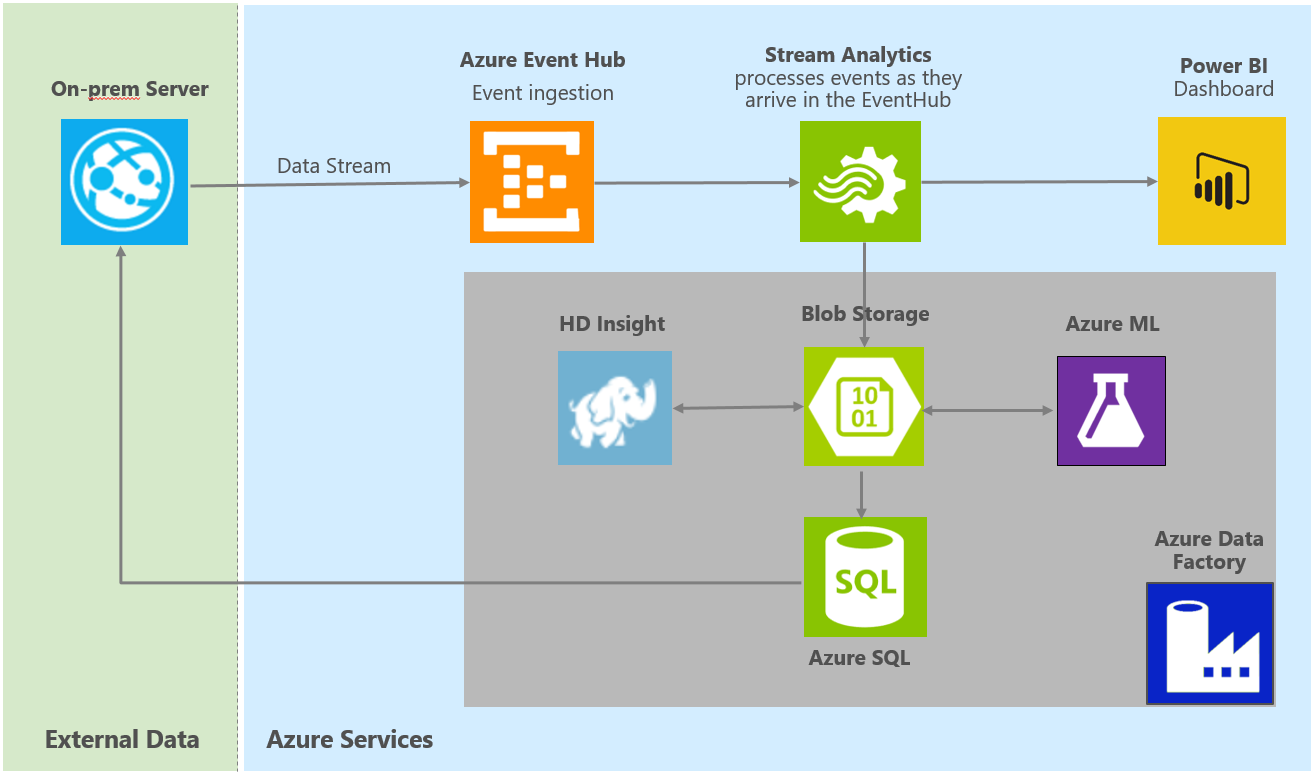 On-prem Server
Azure Event Hub
Event ingestion
Stream Analytics
processes events as they
arrive in the EventHub
Power BI
Dashboard
Data Stream
HD Insight
Blob Storage
Azure ML
10
01
SQL
Azure SQL
Azure Data
Factory
External Data
Azure Services